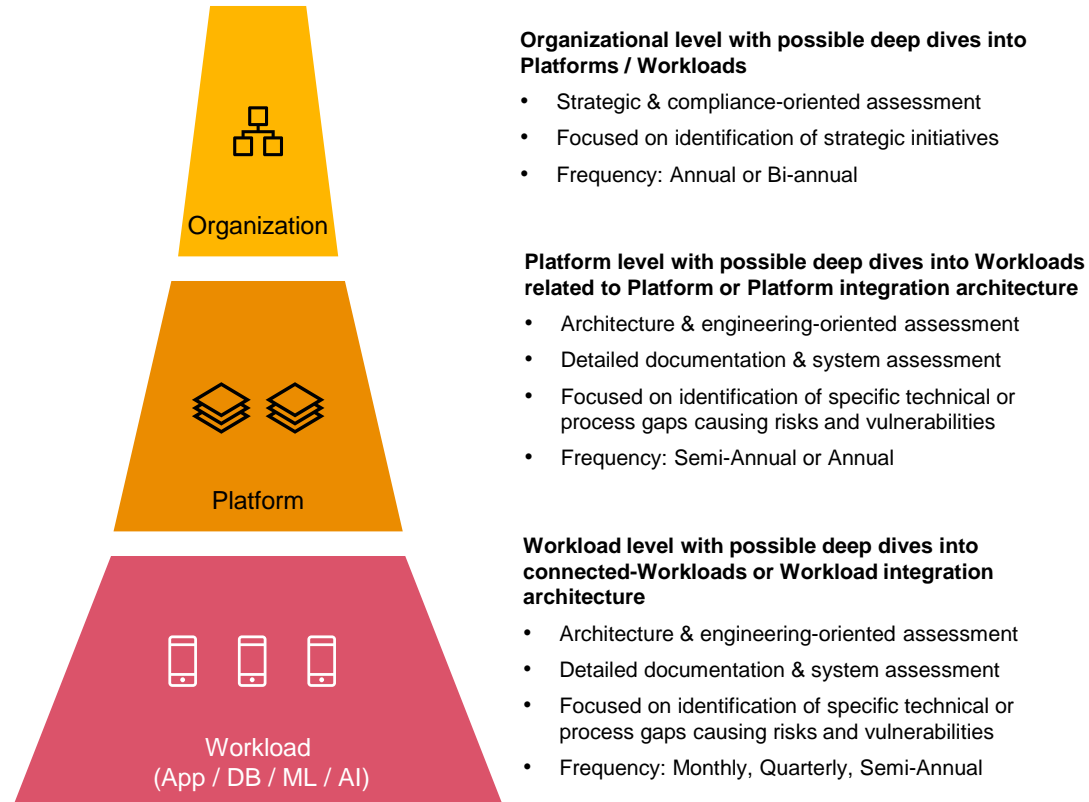 Organization
Organizational level with possible deep dives into
Platforms / Workloads
• Strategic & compliance-oriented assessment
• Focused on identification of strategic initiatives
• Frequency: Annual or Bi-annual
Platform
Platform level with possible deep dives into Workloads
related to Platform or Platform integration architecture
• Architecture & engineering-oriented assessment
• Detailed documentation & system assessment
• Focused on identification of specific technical or
process gaps causing risks and vulnerabilities
• Frequency: Semi-Annual or Annual
Workload
(App / DB / ML / AI)
Workload level with possible deep dives into
connected-Workloads or Workload integration
architecture
• Architecture & engineering-oriented assessment
• Detailed documentation & system assessment
• Focused on identification of specific technical or
process gaps causing risks and vulnerabilities
• Frequency: Monthly, Quarterly, Semi-Annual